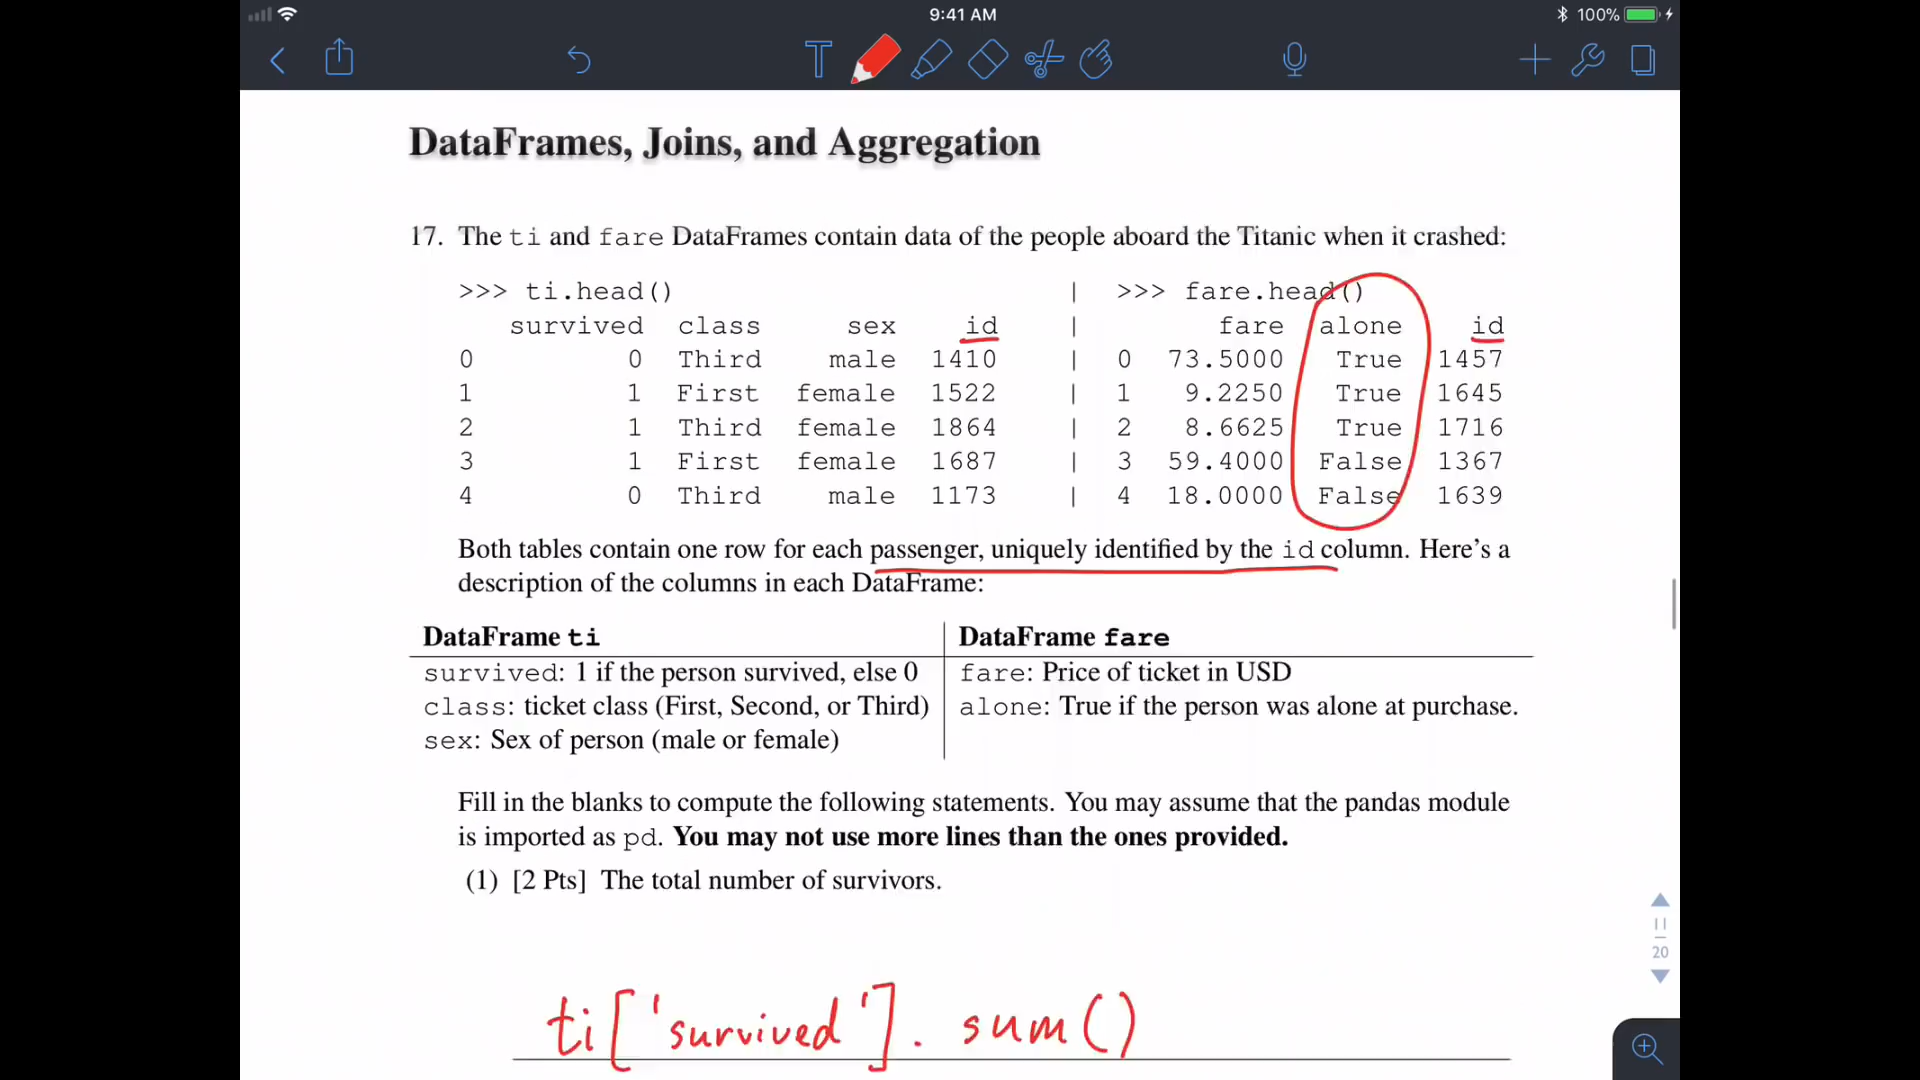 9:41 AM
100%
DataFrames, Joins, and Aggregation
17. The ti and fare DataFrames contain data of the people aboard the Titanic when it crashed:
>>> ti.head() | >>> fare.head()
survived class sex id | fare alone id
0 0 Third male 1410 | 0 73.5000 True 1457
1 1 First female 1522 | 1 9.2250 True 1645
2 1 Third female 1864 | 2 8.6625 True 1716
3 1 First female 1687 | 3 59.4000 False 1367
4 0 Third male 1173 | 4 18.0000 False 1639
Both tables contain one row for each passenger, uniquely identified by the id column. Here's a
description of the columns in each DataFrame:
DataFrame ti DataFrame fare
survived: 1 if the person survived, else 0 fare: Price of ticket in USD
class: ticket class (First, Second, or Third) alone: True if the person was alone at purchase.
sex: Sex of person (male or female)
Fill in the blanks to compute the following statements. You may assume that the pandas module
is imported as pd. You may not use more lines than the ones provided.
(1) [2 Pts] The total number of survivors.
11
20
ti['survived'].sum()